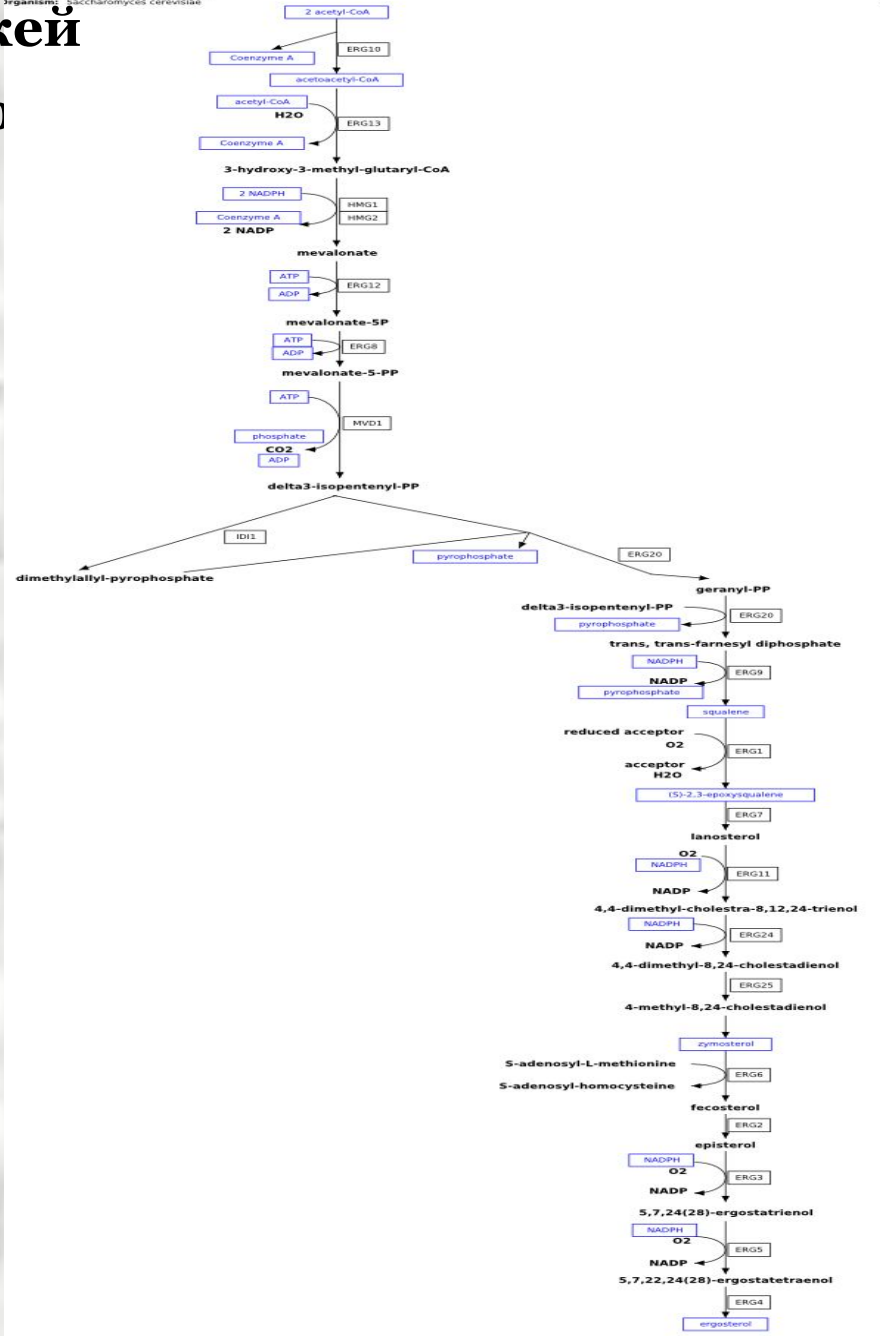 Organism: Saccharomyces cerevisiae
кей
2 acetyl-CoA
ERG10
Coenzyme A
acetoacetyl-CoA
acetyl-CoA
H2O
ERG13
Coenzyme A
3-hydroxy-3-methyl-glutaryl-CoA
2 NADPH
HMG1
Coenzyme A
HMG2
2 NADP
mevalonate
ATP
ERG12
ADP
mevalonate-5P
ATP
ERG8
ADP
mevalonate-5-PP
ATP
MVD1
phosphate
CO2
ADP
delta3-isopentenyl-PP
IDI1
pyrophosphate
ERG20
dimethylallyl-pyrophosphate
geranyl-PP
delta3-isopentenyl-PP
ERG20
pyrophosphate
trans, trans-farnesyl diphosphate
NADPH
ERG9
NADP
pyrophosphate
squalene
reduced acceptor
O2
ERG1
acceptor
H2O
(S)-2,3-epoxysqualene
ERG7
lanosterol
O2
NADPH
ERG11
NADP
4,4-dimethyl-cholestra-8,12,24-trienol
NADPH
ERG24
NADP
4,4-dimethyl-8,24-cholestadienol
ERG25
4-methyl-8,24-cholestadienol
zymosterol
S-adenosyl-L-methionine
ERG6
S-adenosyl-homocysteine
fecosterol
ERG2
episterol
NADPH
O2
ERG3
NADP
5,7,24(28)-ergostatrienol
NADPH
O2
ERG5
NADP
5,7,22,24(28)-ergostatetraenol
ERG4
ergosterol